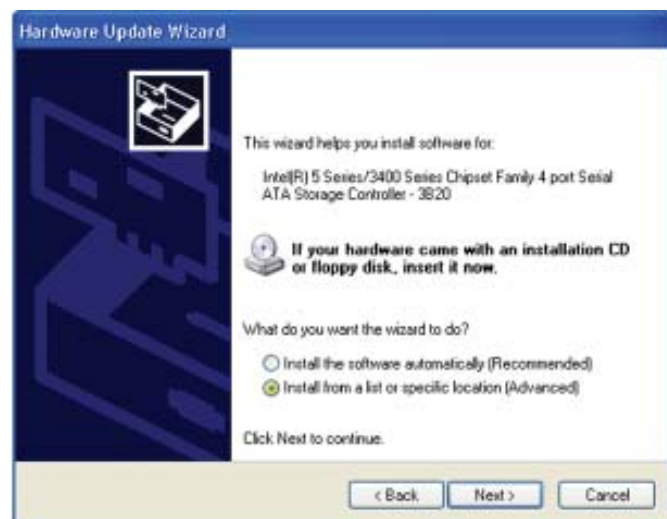 Hardware Update Wizard
This wizard helps you install software for:
Intel(R) 5 Series/3400 Series Chipset Family 4 port Serial
ATA Storage Controller - 3B20
If your hardware came with an installation CD
or floppy disk, insert it now.
What do you want the wizard to do?
Install the software automatically (Recommended)
Install from a list or specific location (Advanced)
Click Next to continue.
< Back Next > Cancel